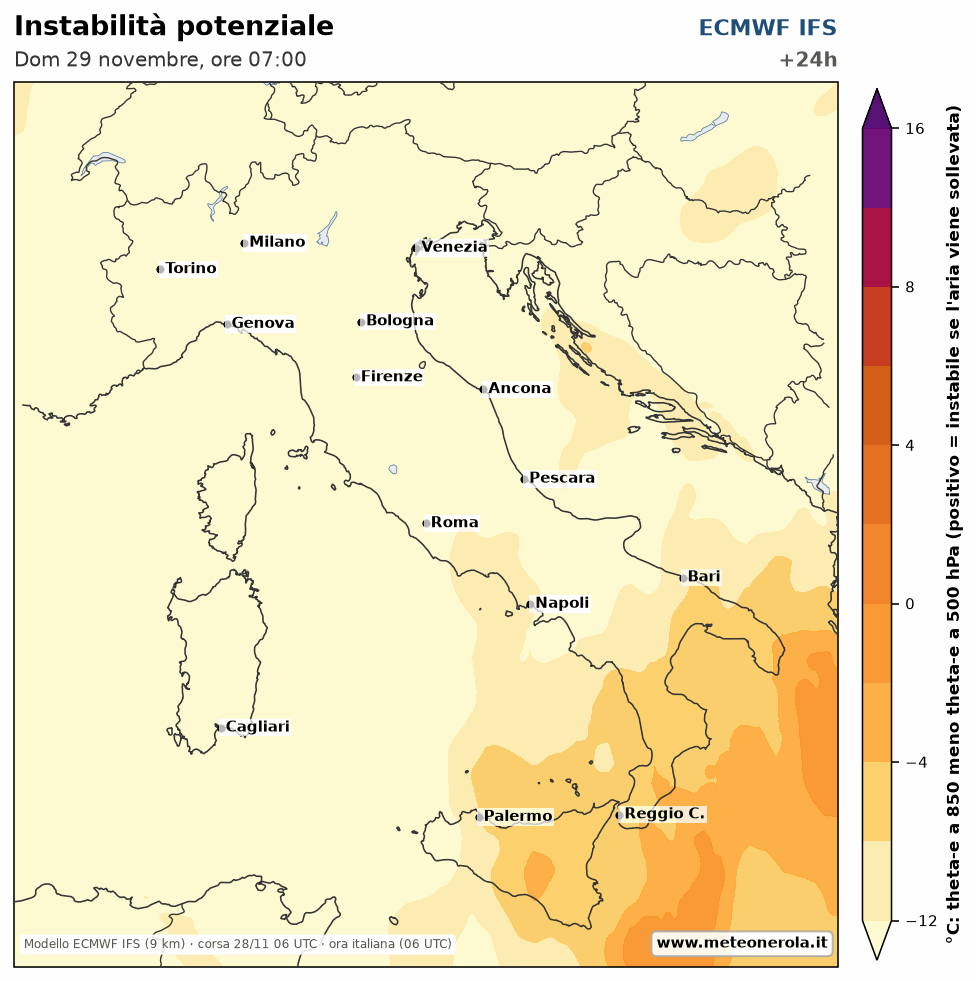 Instabilità potenziale
ECMWF IFS
Dom 29 novembre, ore 07:00
+24h
Milano
Venezia
Torino
Genova
Bologna
Firenze
Ancona
Pescara
Roma
Bari
Napoli
Cagliari
Palermo
Reggio C.
Modello ECMWF IFS (9 km) · corsa 28/11 06 UTC · ora italiana (06 UTC)
www.meteonerola.it
16
8
4
0
−4
−12
°C: theta-e a 850 meno theta-e a 500 hPa (positivo = instabile se l'aria viene sollevata)